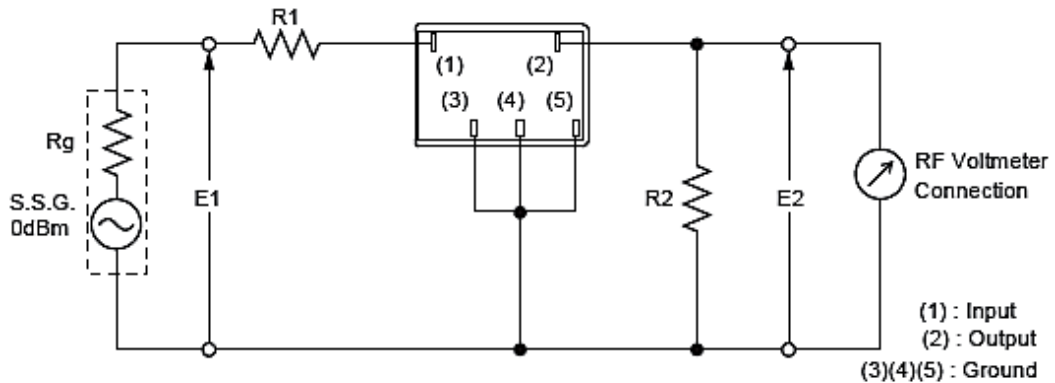 R1
(1)
(2)
(3)
(4)
(5)
Rg
S.S.G.
0dBm
E1
R2
E2
RF Voltmeter
Connection
(1) : Input
(2) : Output
(3)(4)(5) : Ground